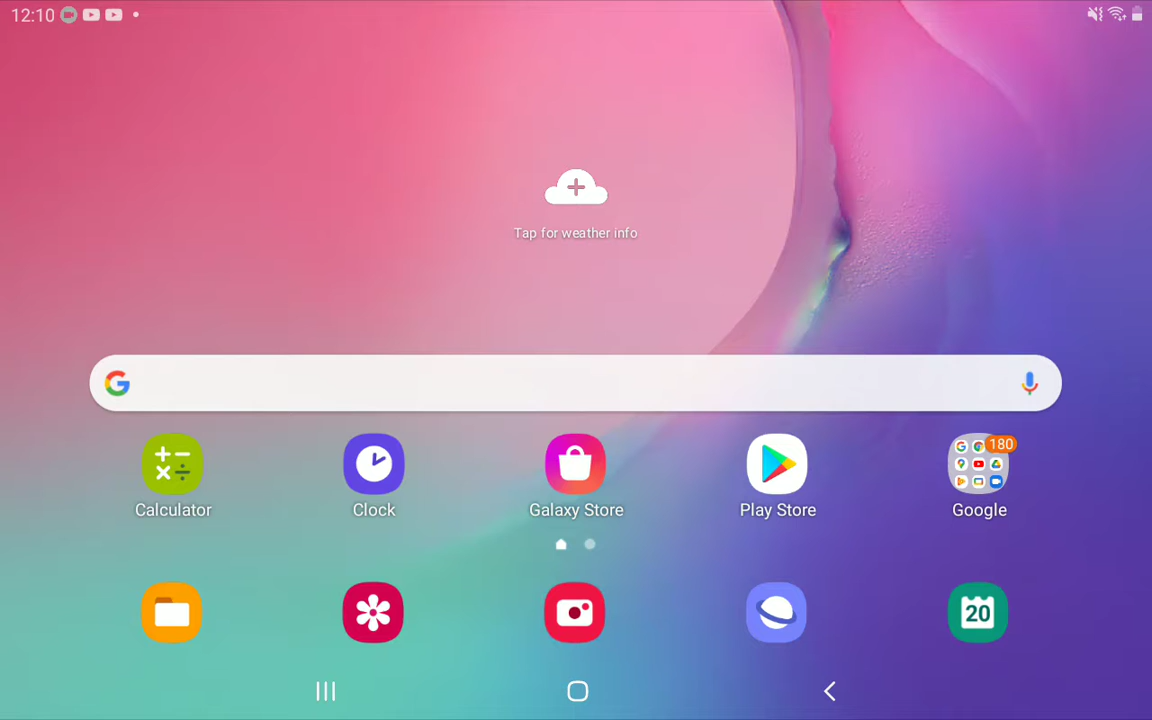 12:10
Tap for weather info
180
Calculator
Clock
Galaxy Store
Play Store
Google
20